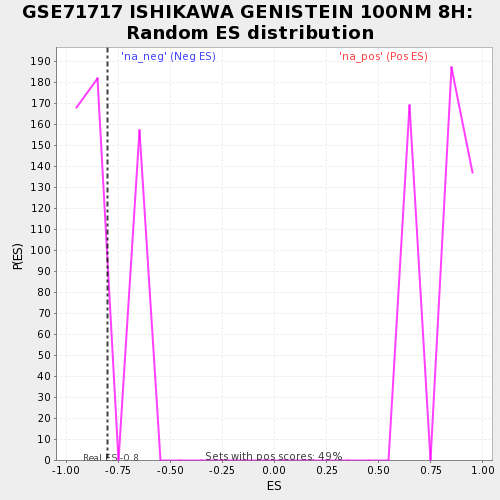 GSE71717 ISHIKAWA GENISTEIN 100NM 8H:
Random ES distribution
'na_neg' (Neg ES)
'na_pos' (Pos ES)
P(ES)
190
180
170
160
150
140
130
120
110
100
90
80
70
60
50
40
30
20
10
0
Real ES -0.8
Sets with pos scores: 49%
-1.00 -0.75 -0.50 -0.25 0.00 0.25 0.50 0.75 1.00
ES